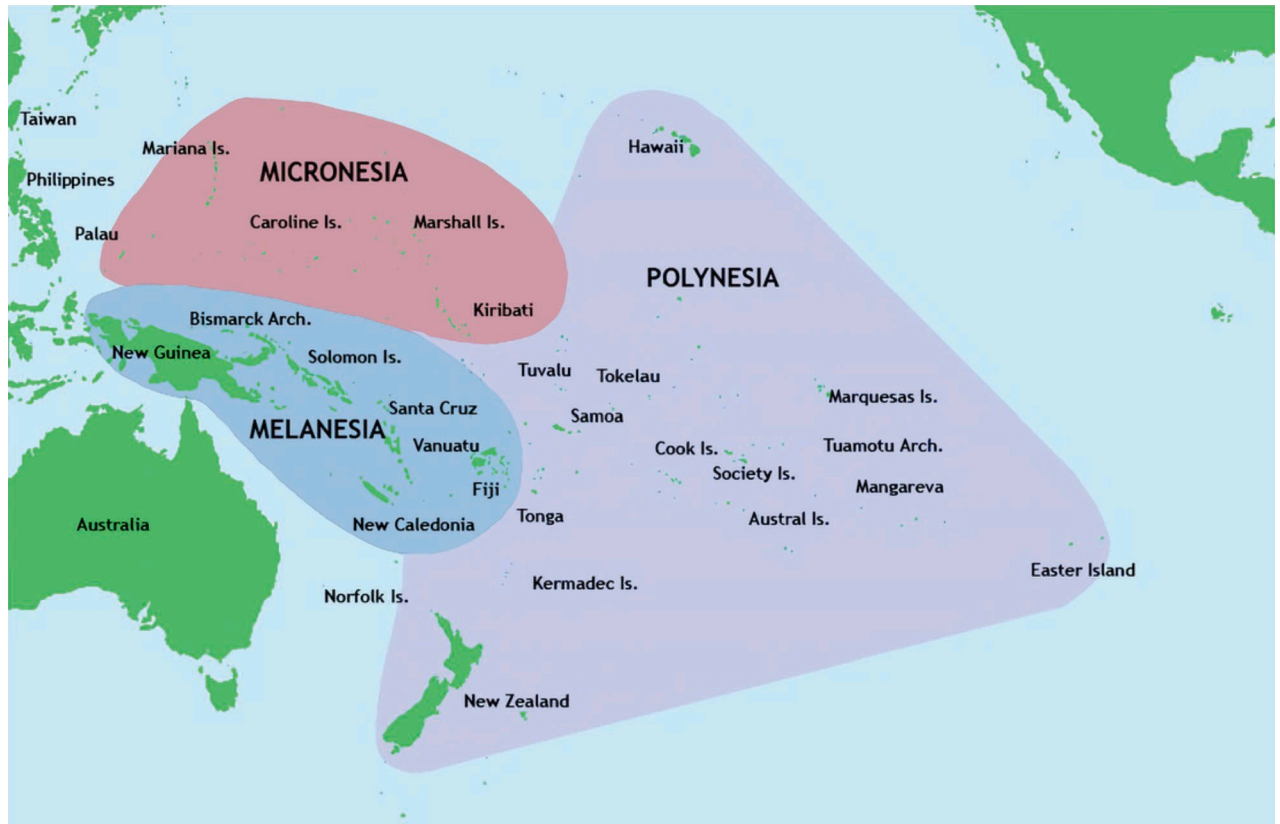 Taiwan
Mariana Is.
Hawaii
MICRONESIA
Philippines
Caroline Is.
Marshall Is.
Palau
POLYNESIA
Kiribati
Bismarck Arch.
New Guinea
Solomon Is.
Tuvalu
Tokelau
Marquesas Is.
Santa Cruz
Samoa
MELANESIA
Vanuatu
Cook Is.
Tuamotu Arch.
Society Is.
Fiji
Mangareva
Tonga
Austral Is.
Australia
New Caledonia
Easter Island
Kermadec Is.
Norfolk Is.
New Zealand